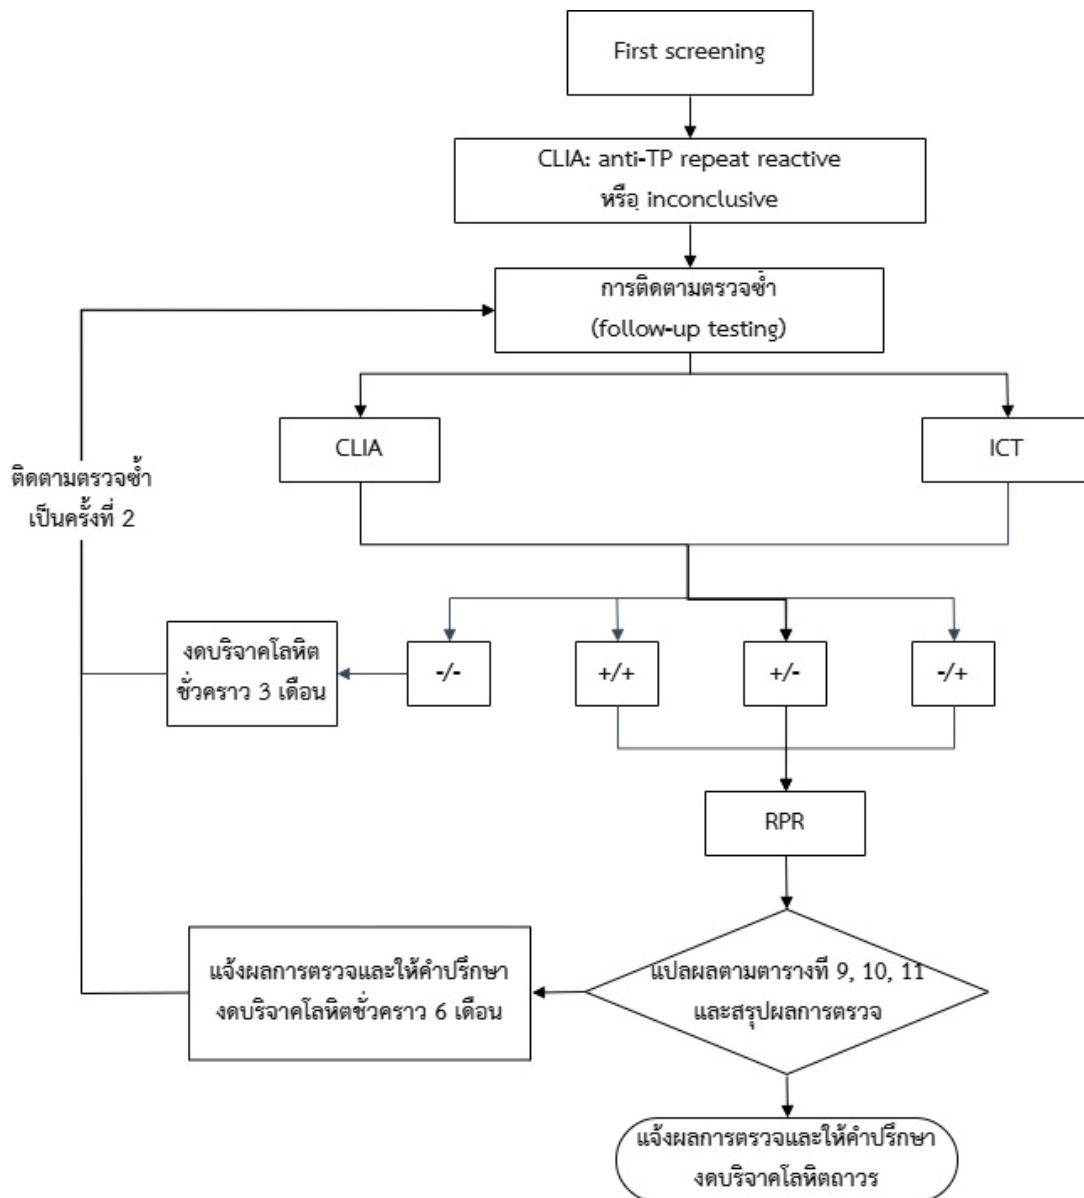 First screening
CLIA: anti-TP repeat reactive
หรือ inconclusive
การติดตามตรวจซ้ำ
(follow-up testing)
CLIA
ICT
ติดตามตรวจซ้ำ
เป็นครั้งที่ 2
งดบริจาคโลหิต
ชั่วคราว 3 เดือน
-/-
+/+
+/-
-/+
RPR
แจ้งผลการตรวจและให้คำปรึกษา
งดบริจาคโลหิตชั่วคราว 6 เดือน
แปลผลตามตารางที่ 9, 10, 11
และสรุปผลการตรวจ
แจ้งผลการตรวจและให้คำปรึกษา
งดบริจาคโลหิตถาวร